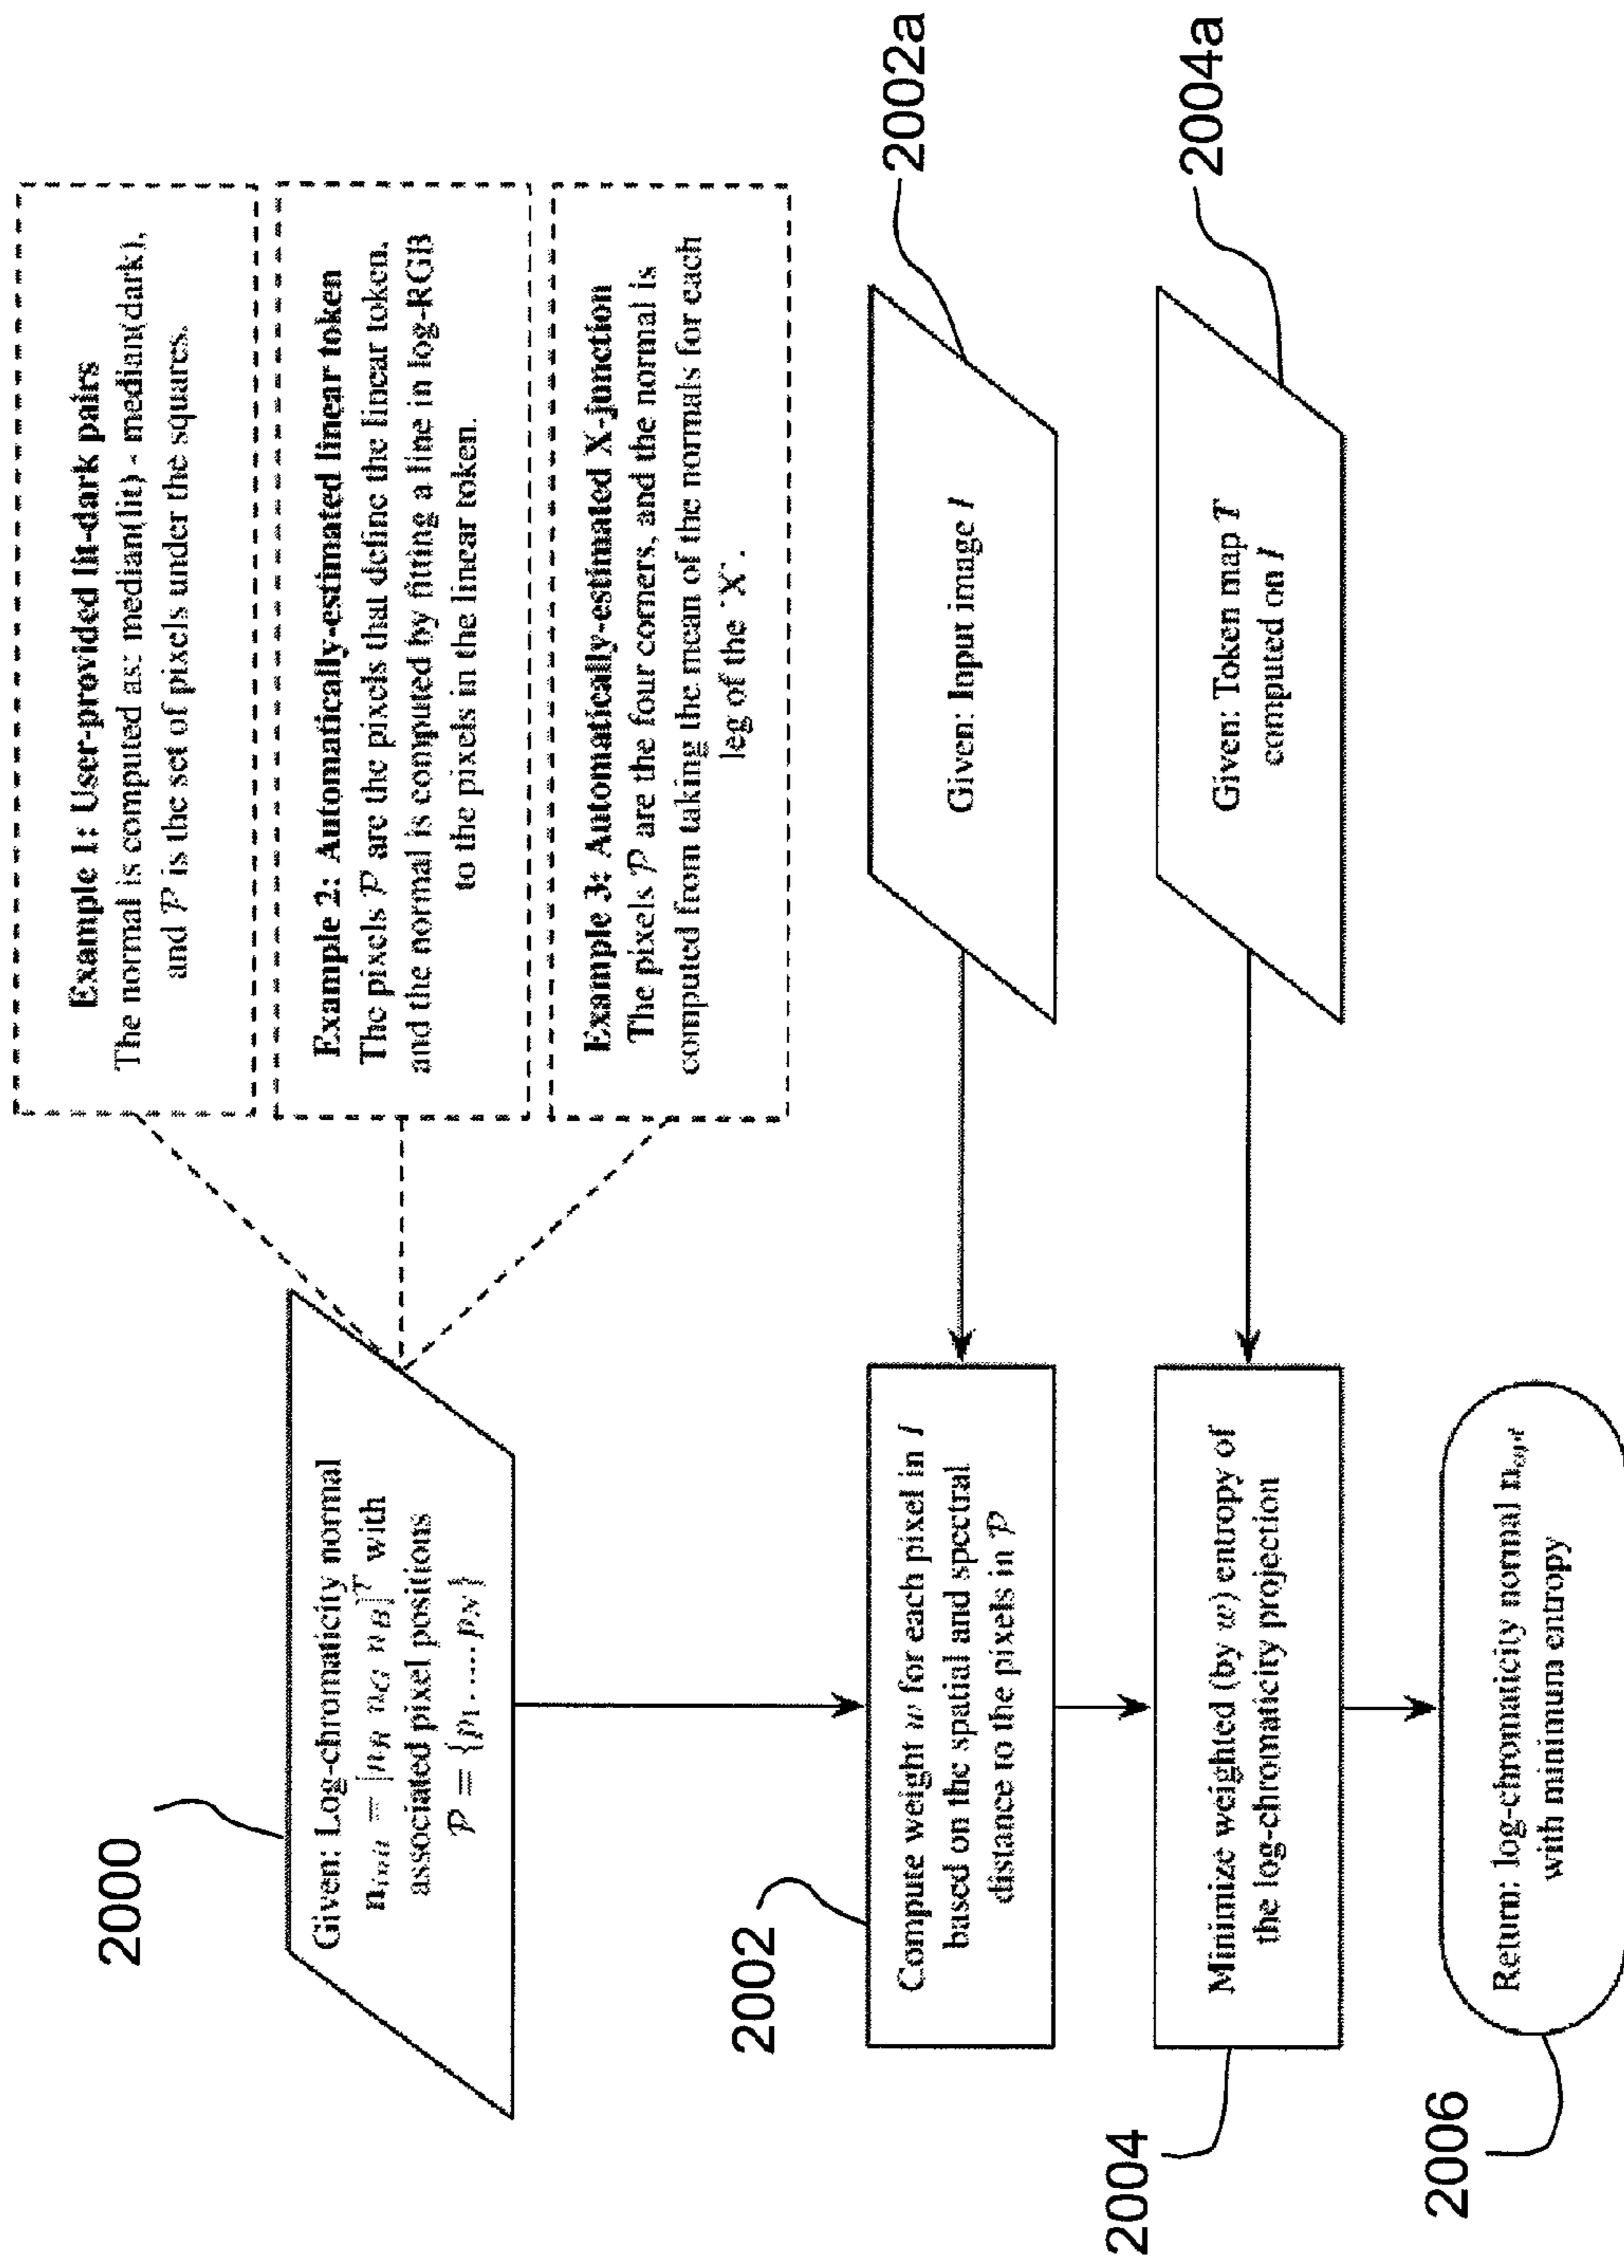 2000
Given: Log-chromaticity normal
n_init = [n_R n_G n_B]^T with
associated pixel positions
𝒫 = {p_1, ..., p_N}
Example 1: User-provided lit-dark pairs
The normal is computed as: median(lit) - median(dark),
and 𝒫 is the set of pixels under the squares.
Example 2: Automatically-estimated linear token
The pixels 𝒫 are the pixels that define the linear token,
and the normal is computed by fitting a line in log-RGB
to the pixels in the linear token.
Example 3: Automatically-estimated X-junction
The pixels 𝒫 are the four corners, and the normal is
computed from taking the mean of the normals for each
leg of the 'X'.
2002
Compute weight w for each pixel in I
based on the spatial and spectral
distance to the pixels in 𝒫
Given: Input image I
2002a
2004
Minimize weighted (by w) entropy of
the log-chromaticity projection
Given: Token map T
computed on I
2004a
2006
Return: log-chromaticity normal n_opt
with minimum entropy